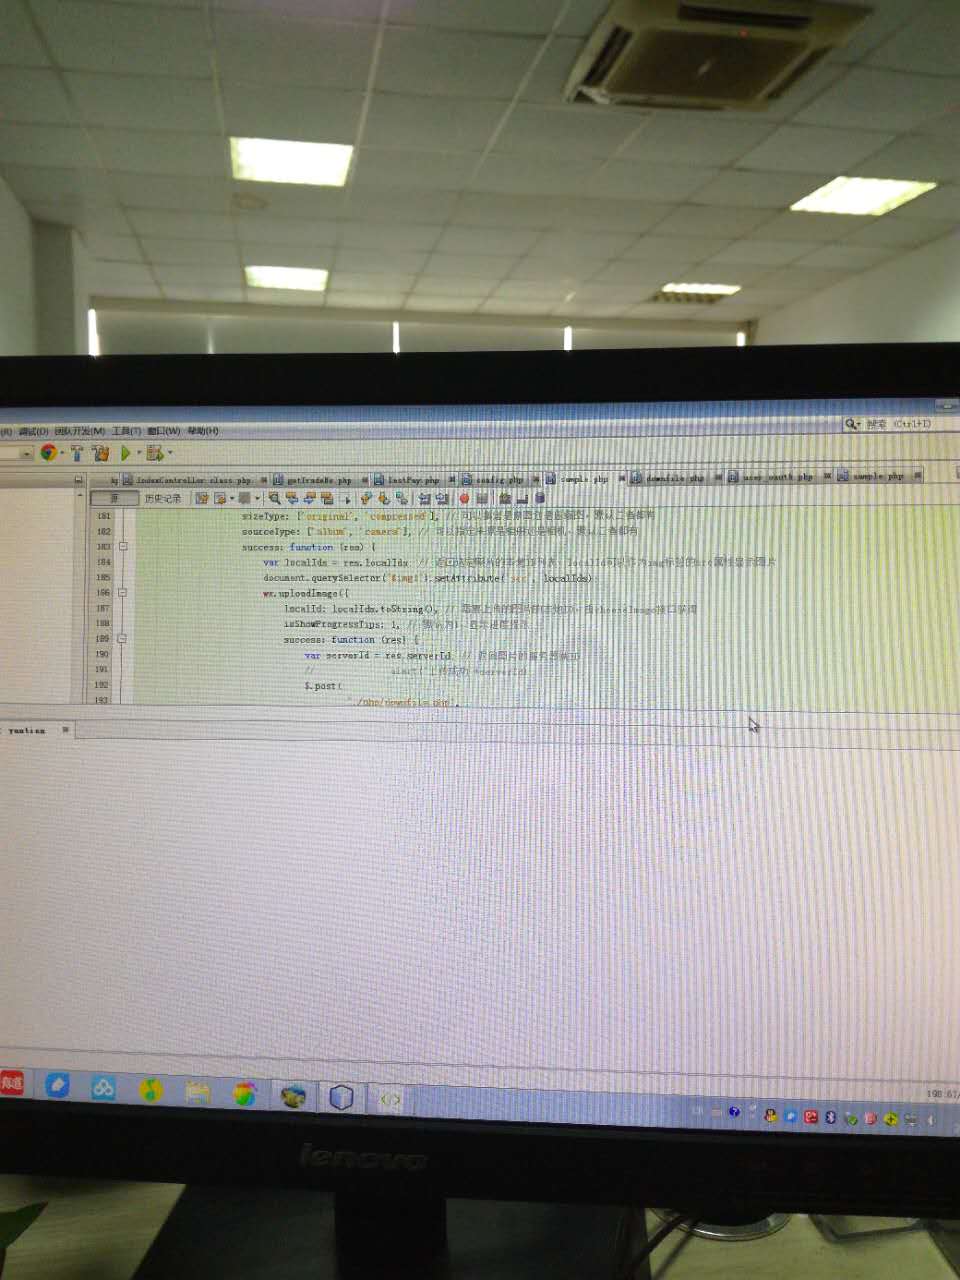 调试(D) 团队开发(M) 工具(T) 窗口(W) 帮助(H)
搜索 (Ctrl+I)
IndexController.class.php getTradeNo.php fastPay.php config.php sample.php downfile.php user_oauth.php sample.php
源 历史记录
181 sizeType: ['original', 'compressed'], // 可以指定是原图还是压缩图，默认二者都有
182 sourceType: ['album', 'camera'], // 可以指定来源是相册还是相机，默认二者都有
183 success: function (res) {
184 var localIds = res.localIds // 返回选定照片的本地ID列表，localId可以作为img标签的src属性显示图片
185 document.querySelector("#img1").setAttribute('src', localIds)
186 wx.uploadImage({
187 localId: localIds.toString(), // 需要上传的图片的本地ID，由chooseImage接口获得
188 isShowProgressTips: 1, // 默认为1，显示进度提示
189 success: function (res) {
190 var serverId = res.serverId; // 返回图片的服务器端ID
191 //
192 $.post(
193 "./php/downfile.php",
yuntian
有道
lenovo